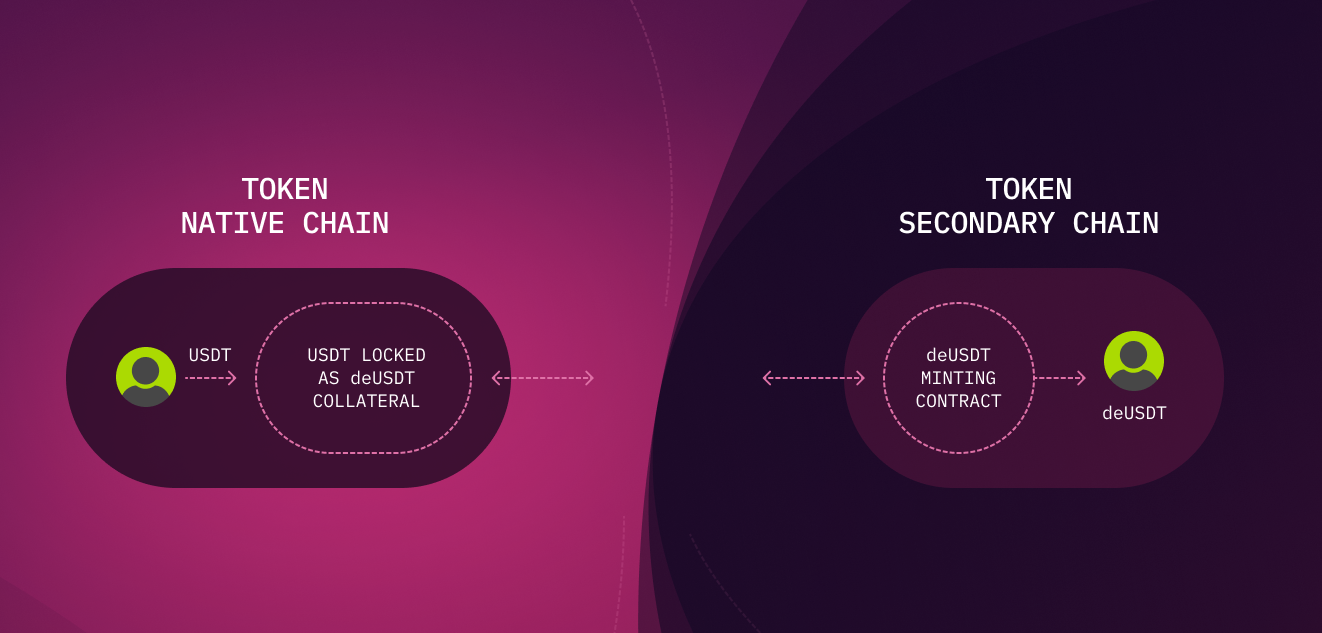 TOKEN
NATIVE CHAIN
USDT
USDT LOCKED
AS deUSDT
COLLATERAL
TOKEN
SECONDARY CHAIN
deUSDT
MINTING
CONTRACT
deUSDT